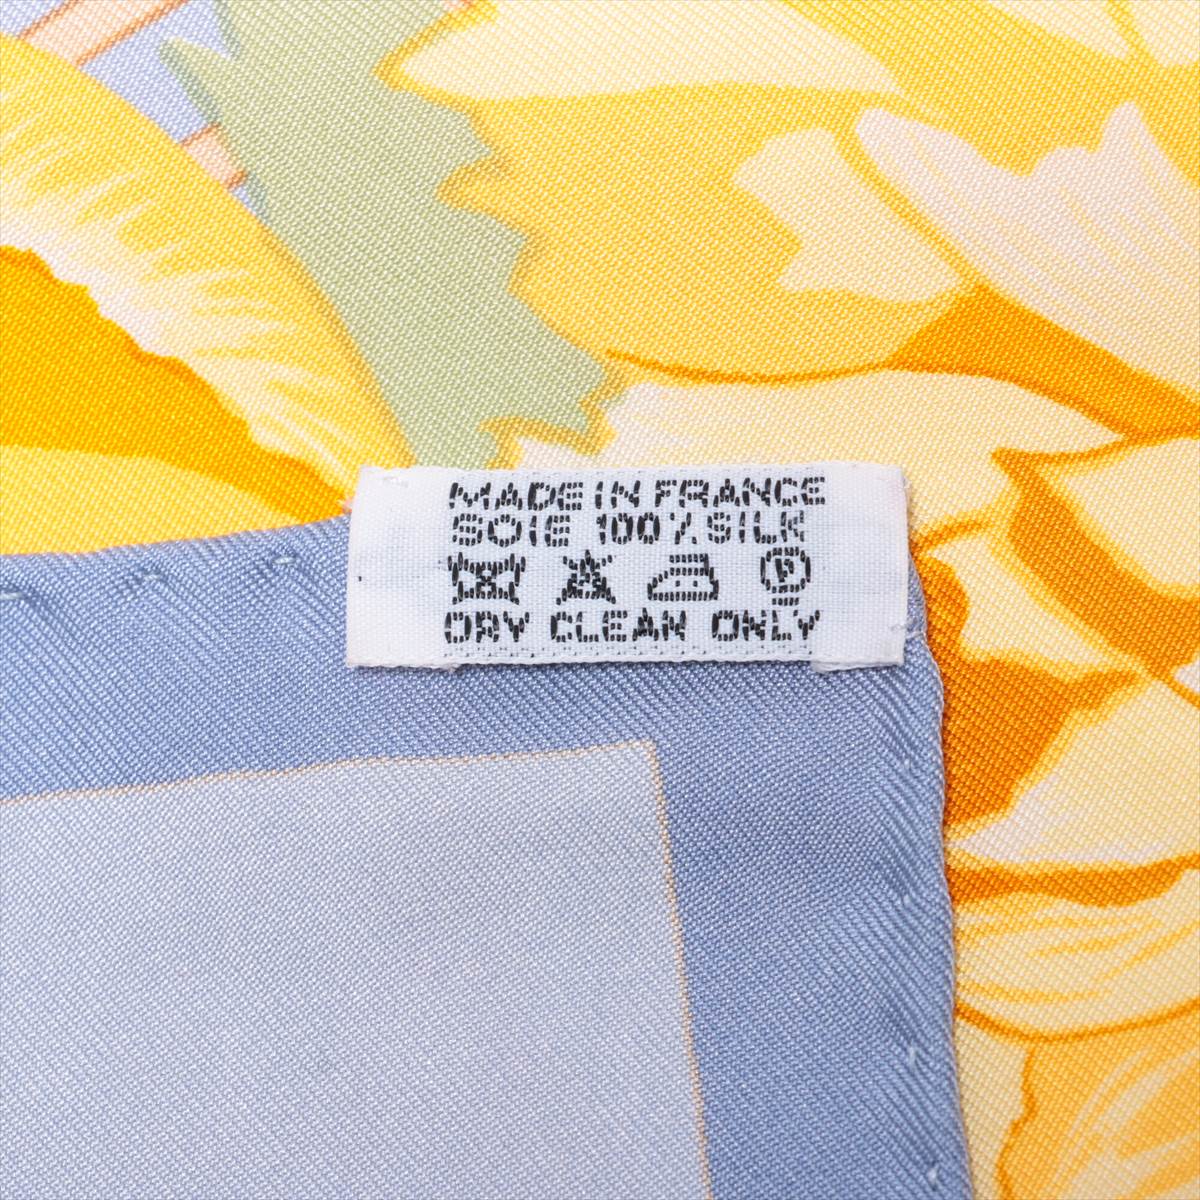 MADE IN FRANCE
SOIE 100% SILK
P
DRY CLEAN ONLY